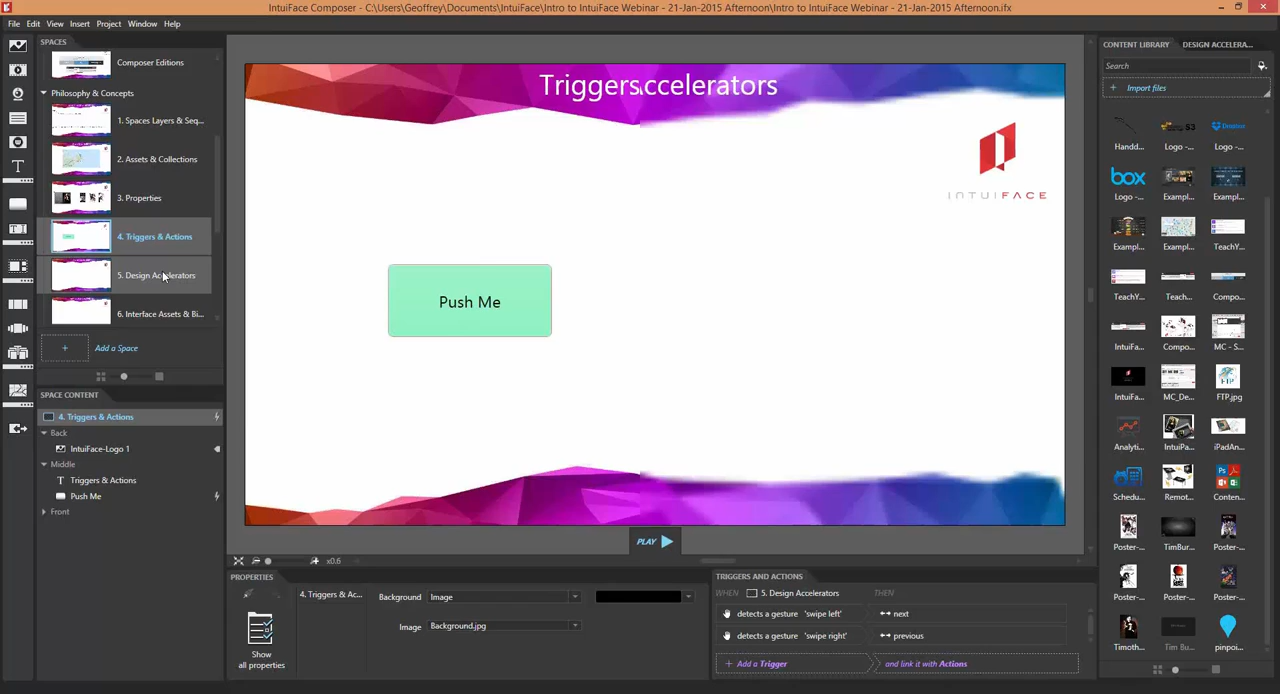 IntuiFace Composer - C:\Users\Geoffrey\Documents\IntuiFace\Intro to IntuiFace Webinar - 21-Jan-2015 Afternoon\Intro to IntuiFace Webinar - 21-Jan-2015 Afternoon.ifx
File Edit View Insert Project Window Help
SPACES
Composer Editions
Philosophy & Concepts
1. Spaces Layers & Seq...
2. Assets & Collections
3. Properties
4. Triggers & Actions
5. Design Accelerators
6. Interface Assets & Bi...
+ Add a Space
SPACE CONTENT
4. Triggers & Actions
Back
IntuiFace-Logo 1
Middle
T Triggers & Actions
Push Me
Front
Triggers ccelerators
INTUIFACE
Push Me
PLAY
x0.6
PROPERTIES
Show
all properties
4. Triggers & Ac...
Background Image
Image Background.jpg
TRIGGERS AND ACTIONS
WHEN 5. Design Accelerators THEN
detects a gesture 'swipe left' next
detects a gesture 'swipe right' previous
+ Add a Trigger and link it with Actions
CONTENT LIBRARY DESIGN ACCELERA...
Search
+ Import files
Handd... Logo -... Logo -...
box
Logo -... Exampl... Exampl...
Exampl... Exampl... TeachY...
TeachY... Teach... Compo...
IntuiFa... Compo... MC - S...
IntuiFa... MC_De... FTP.jpg
Analyti... IntuiPa... iPadAn...
Schedu... Remot... Conten...
Poster-... TimBur... Poster-...
Poster-... Poster-... Poster-...
Timoth... Tim Bu... pinpoi...